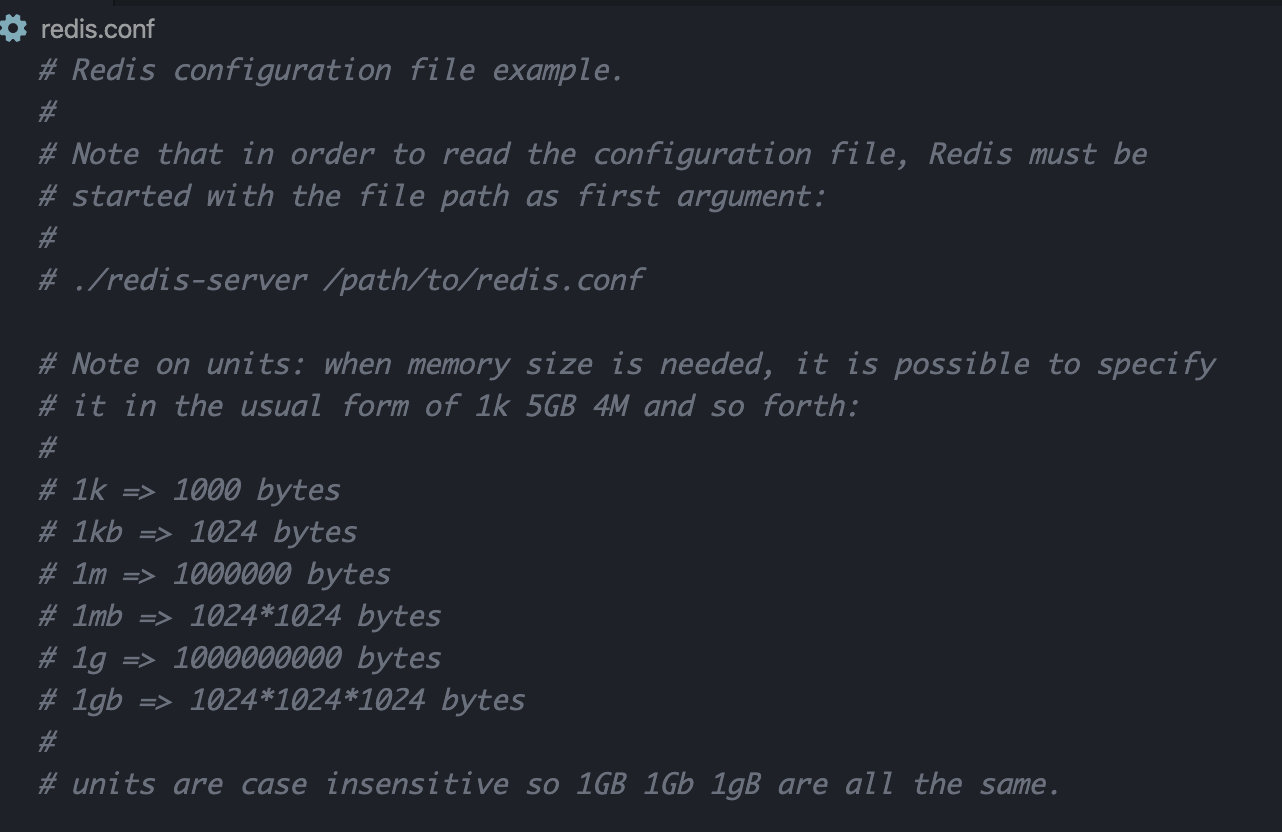 redis.conf
# Redis configuration file example.
#
# Note that in order to read the configuration file, Redis must be
# started with the file path as first argument:
#
# ./redis-server /path/to/redis.conf

# Note on units: when memory size is needed, it is possible to specify
# it in the usual form of 1k 5GB 4M and so forth:
#
# 1k => 1000 bytes
# 1kb => 1024 bytes
# 1m => 1000000 bytes
# 1mb => 1024*1024 bytes
# 1g => 1000000000 bytes
# 1gb => 1024*1024*1024 bytes
#
# units are case insensitive so 1GB 1Gb 1gB are all the same.